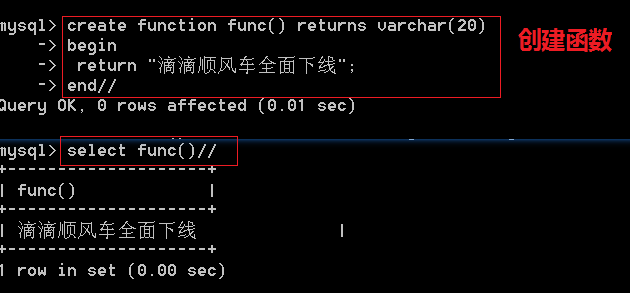 mysql> create function func() returns varchar(20)
创建函数
-> begin
-> return "滴滴顺风车全面下线";
-> end//
Query OK, 0 rows affected (0.01 sec)
mysql> select func()//
+--------------------+
| func() |
+--------------------+
| 滴滴顺风车全面下线 |
+--------------------+
1 row in set (0.00 sec)